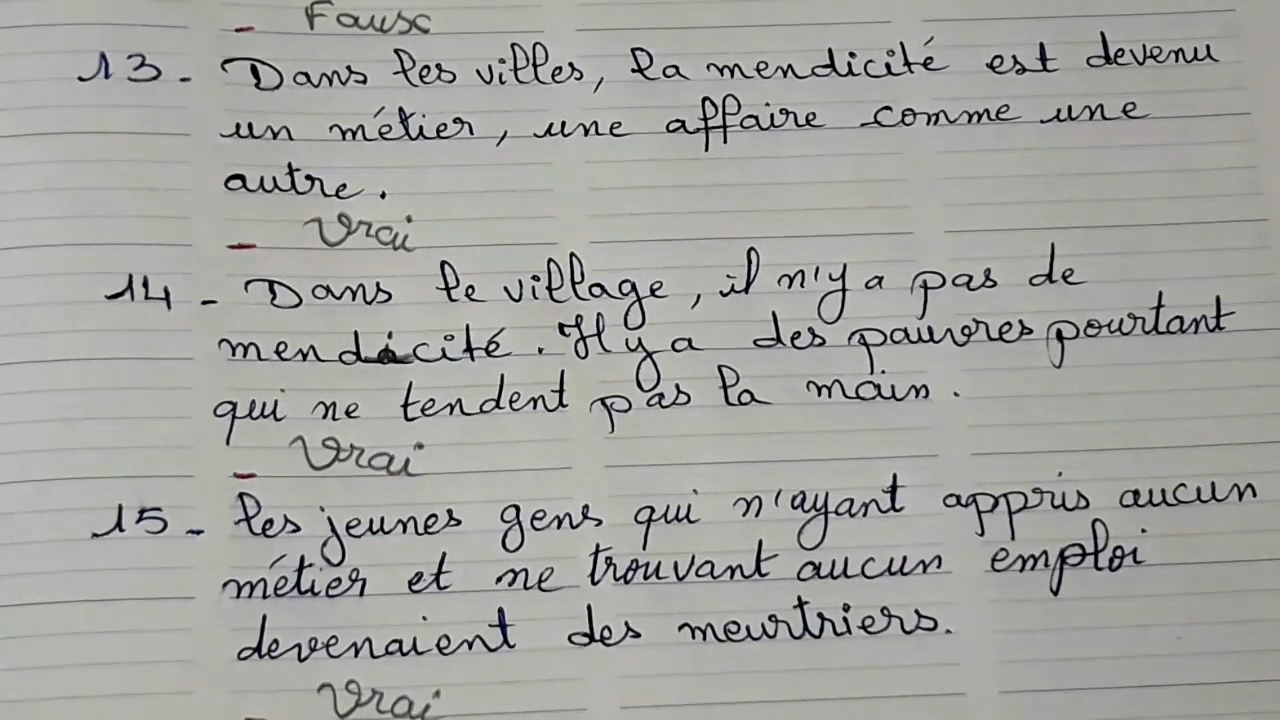 - Fausse
13 - Dans les villes, la mendicité est devenu
un métier, une affaire comme une
autre.
- Vrai
14 - Dans le village, il n'y a pas de
mendicité. Il y a des pauvres pourtant
qui ne tendent pas la main.
- Vrai
15 - les jeunes gens qui n'ayant appris aucun
métier et ne trouvant aucun emploi
devenaient des meurtriers.
- Vrai